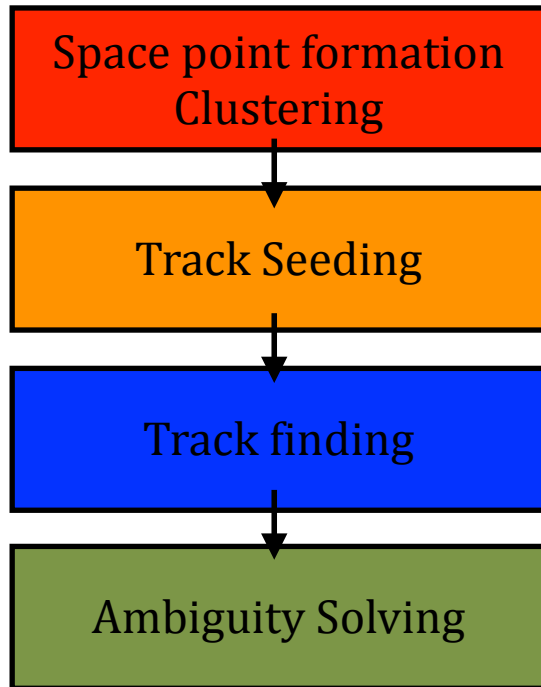 Space point formation
Clustering
Track Seeding
Track finding
Ambiguity Solving